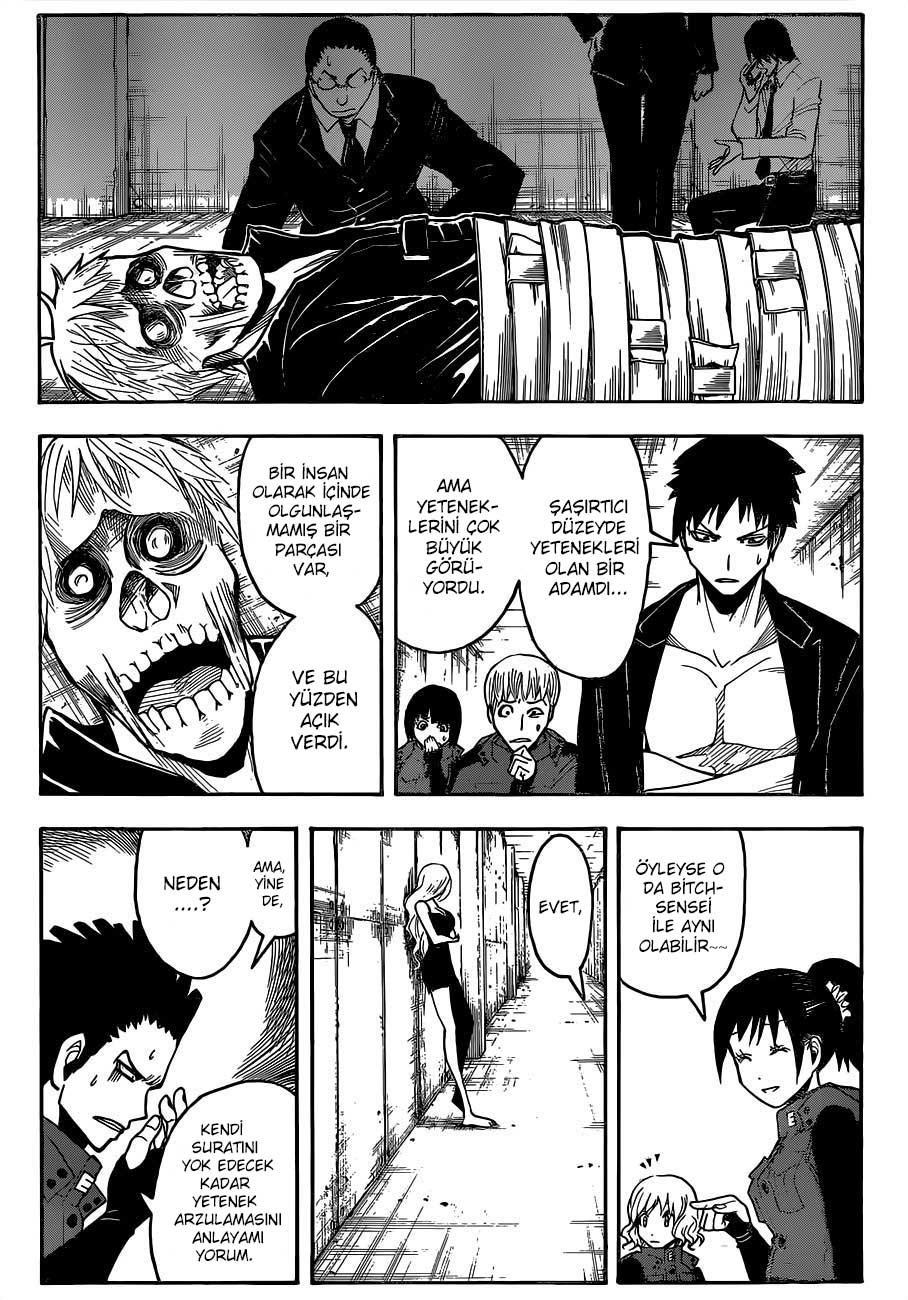 ŞAŞIRTICI
DÜZEYDE
YETENEKLERİ
OLAN BİR
ADAMDI...
AMA
YETENEK-
LERİNİ ÇOK
BÜYÜK
GÖRÜ-
YORDU.
BİR İNSAN
OLARAK İÇİNDE
OLGUNLAŞ-
MAMIŞ BİR
PARÇASI
VAR,
VE BU
YÜZDEN
AÇIK
VERDİ.
ÖYLEYSE O
DA BİTCH-
SENSEİ
İLE AYNI
OLABİLİR~~
E
EVET,
AMA,
YİNE
DE,
NEDEN
....?
KENDİ
SURATINI
YOK EDECEK
KADAR
YETENEK
ARZULAMASINI
ANLAYAMI
YORUM.
E